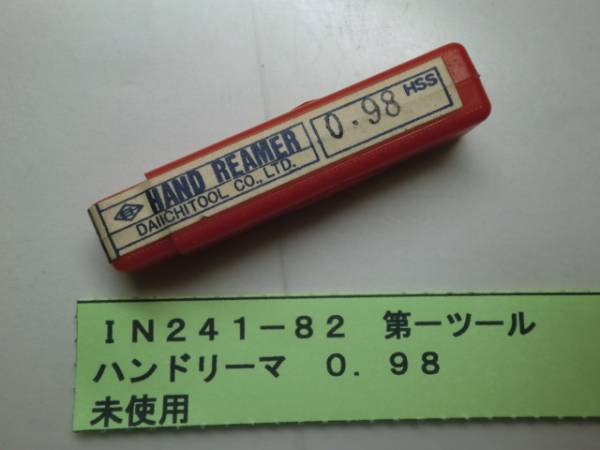 HAND REAMER
DAIICHITOOL CO., LTD.
0.98 HSS
IN241-82 第一ツール
ハンドリーマ 0.98
未使用